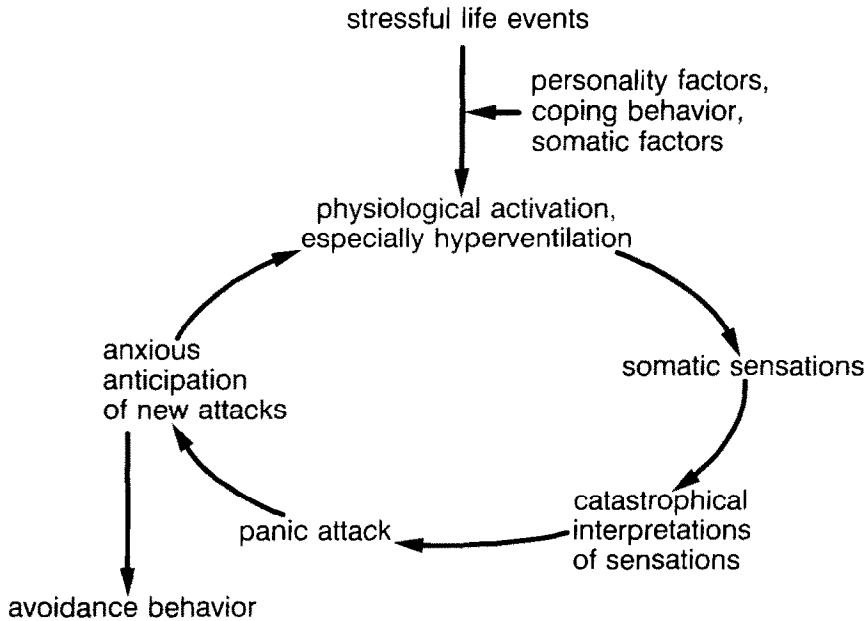 stressful life events
personality factors,
coping behavior,
somatic factors
physiological activation,
especially hyperventilation
anxious
anticipation
of new attacks
somatic sensations
catastrophical
interpretations
of sensations
panic attack
avoidance behavior